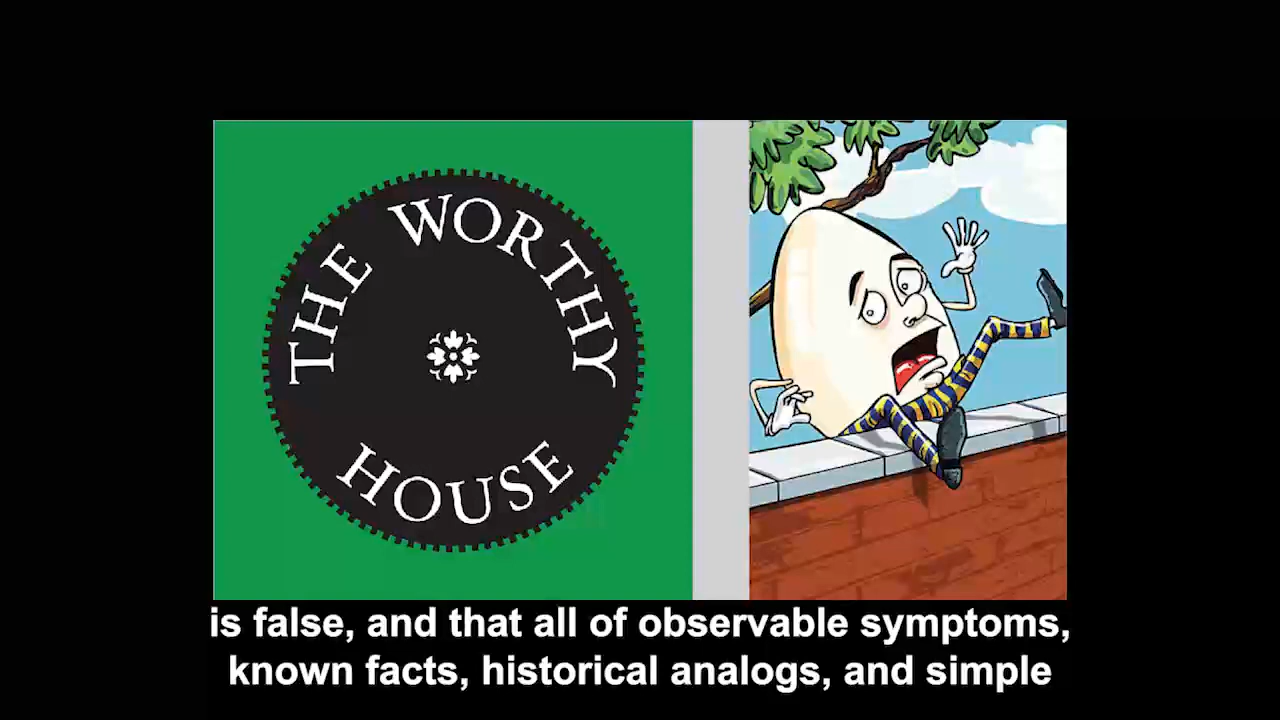 THE WORTHY
HOUSE
is false, and that all of observable symptoms,
known facts, historical analogs, and simple